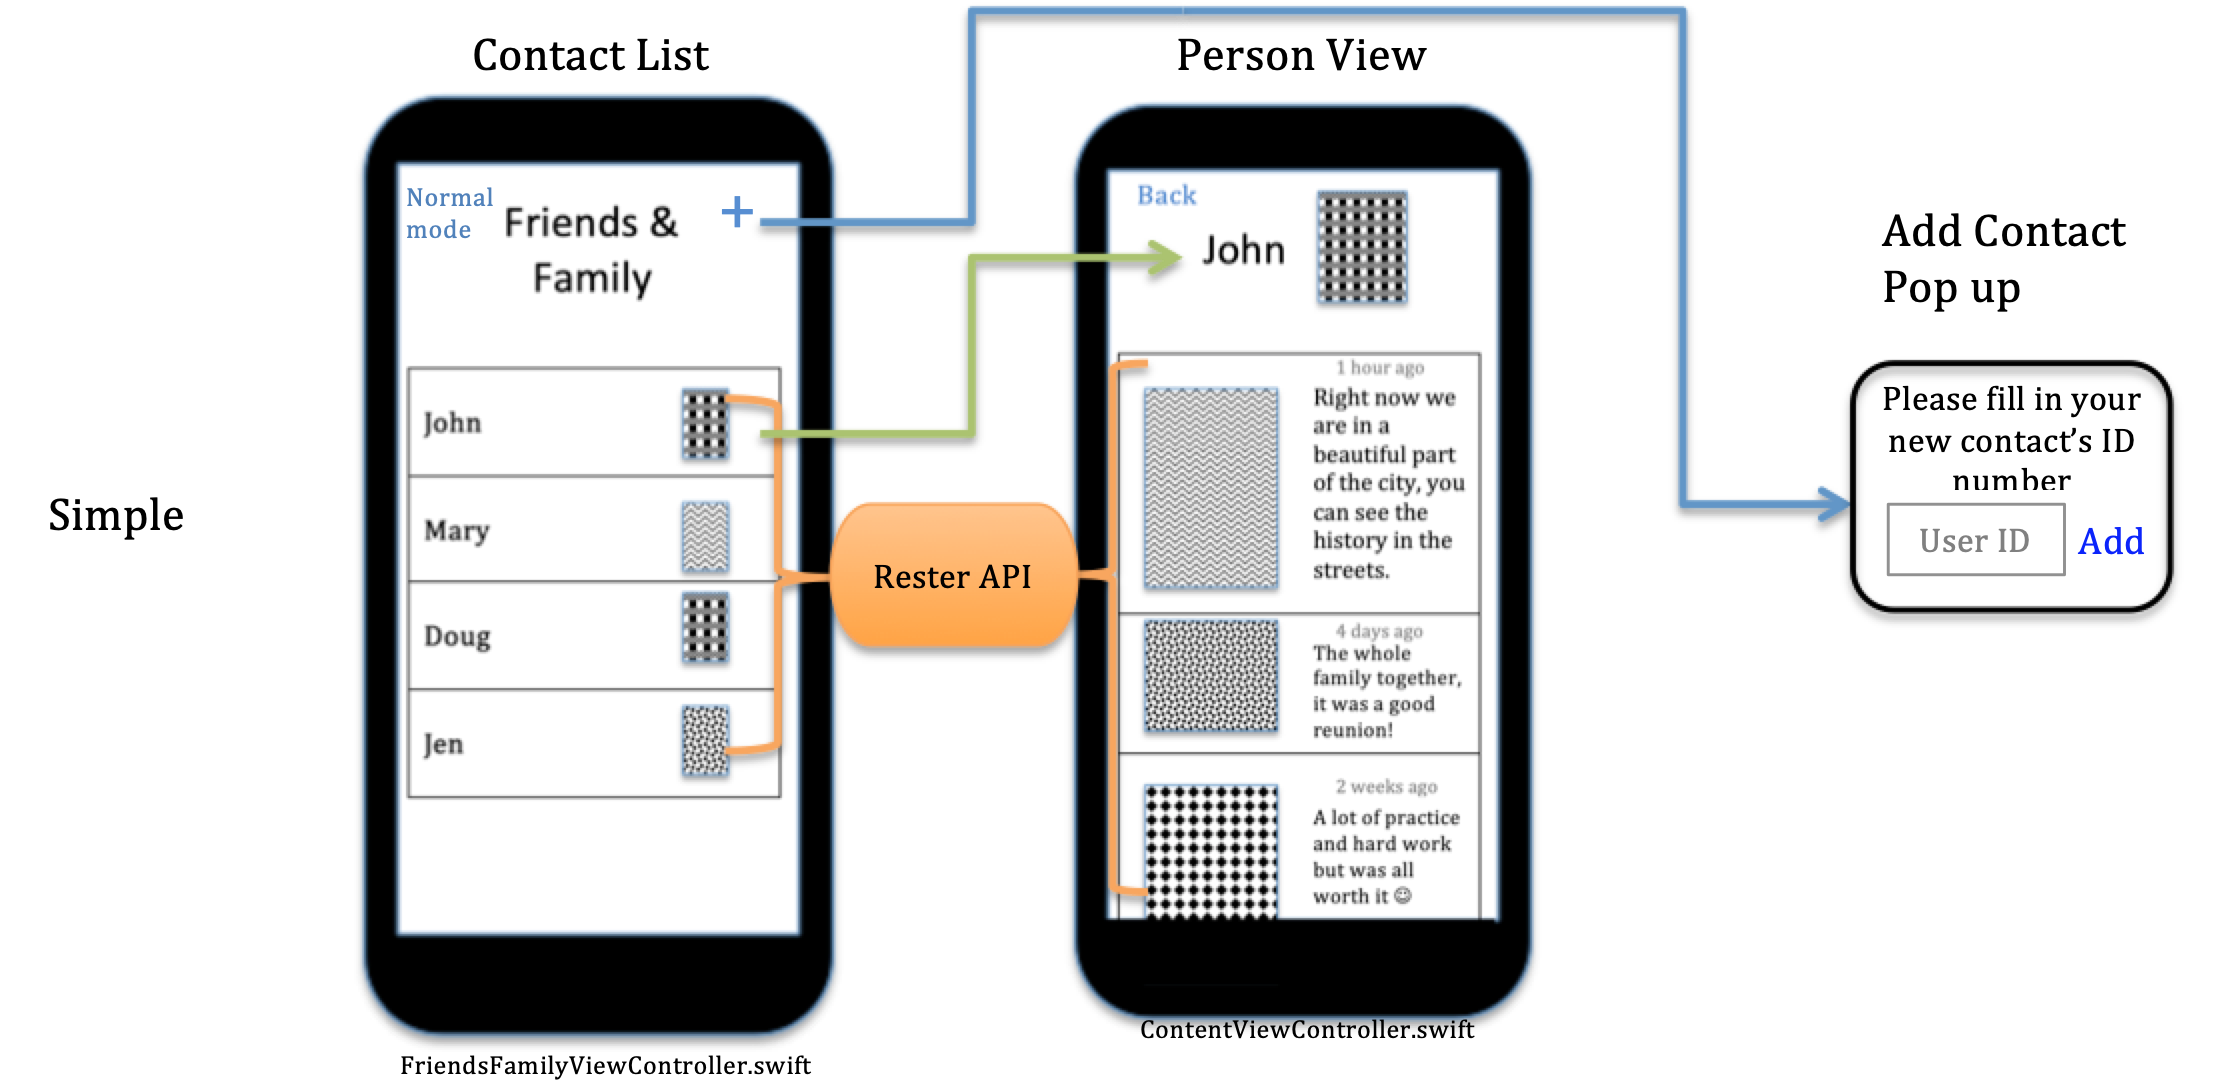 Contact List
Person View
Normal
mode
Friends &
Family
+
John
Mary
Doug
Jen
Simple
Rester API
Back
John
1 hour ago
Right now we
are in a
beautiful part
of the city, you
can see the
history in the
streets.
4 days ago
The whole
family together,
it was a good
reunion!
2 weeks ago
A lot of practice
and hard work
but was all
worth it ☺
Add Contact
Pop up
Please fill in your
new contact's ID
number
User ID
Add
FriendsFamilyViewController.swift
ContentViewController.swift